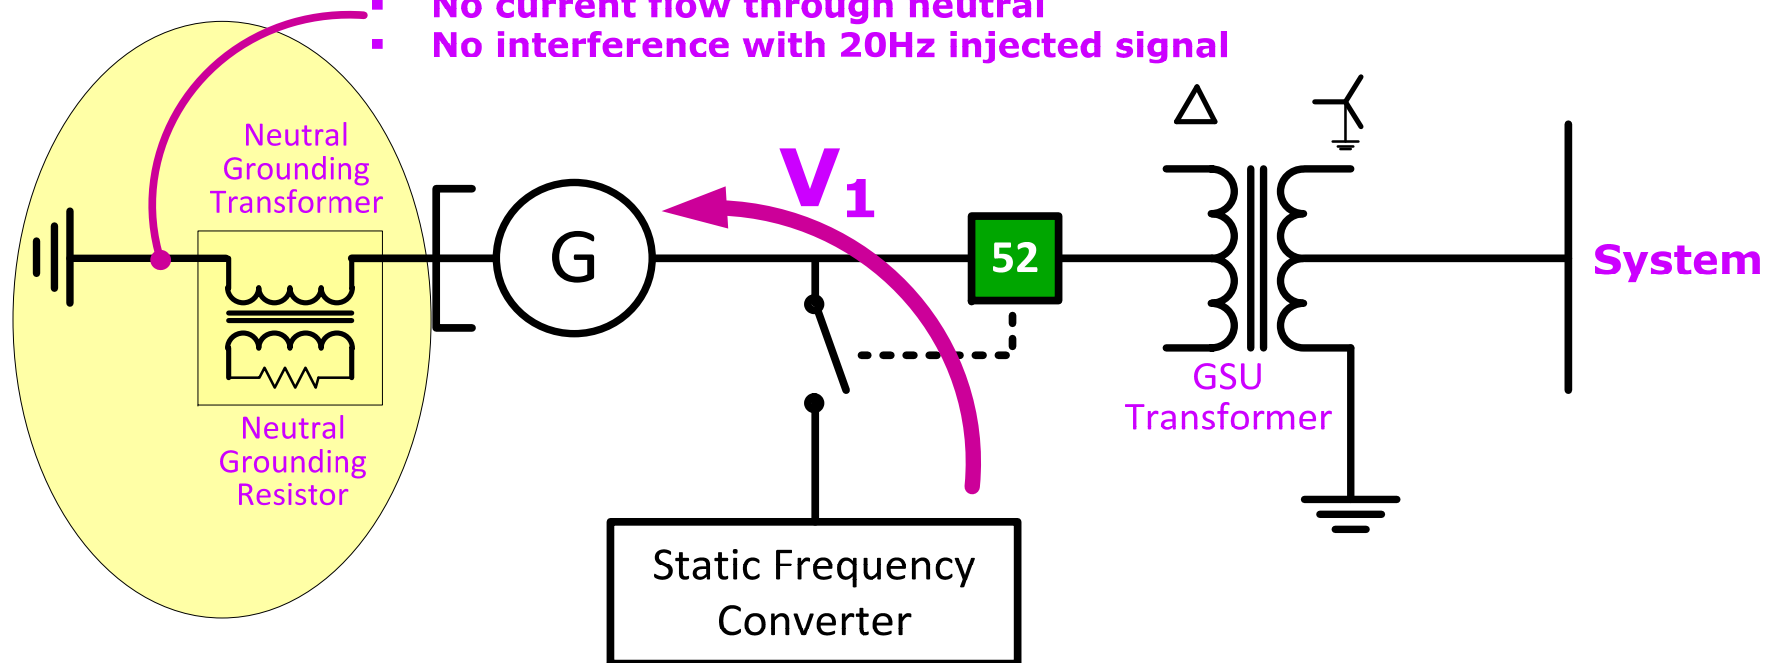 No current flow through neutral
No interference with 20Hz injected signal
Neutral
Grounding
Transformer
V1
G
52
System
GSU
Transformer
Neutral
Grounding
Resistor
Static Frequency
Converter